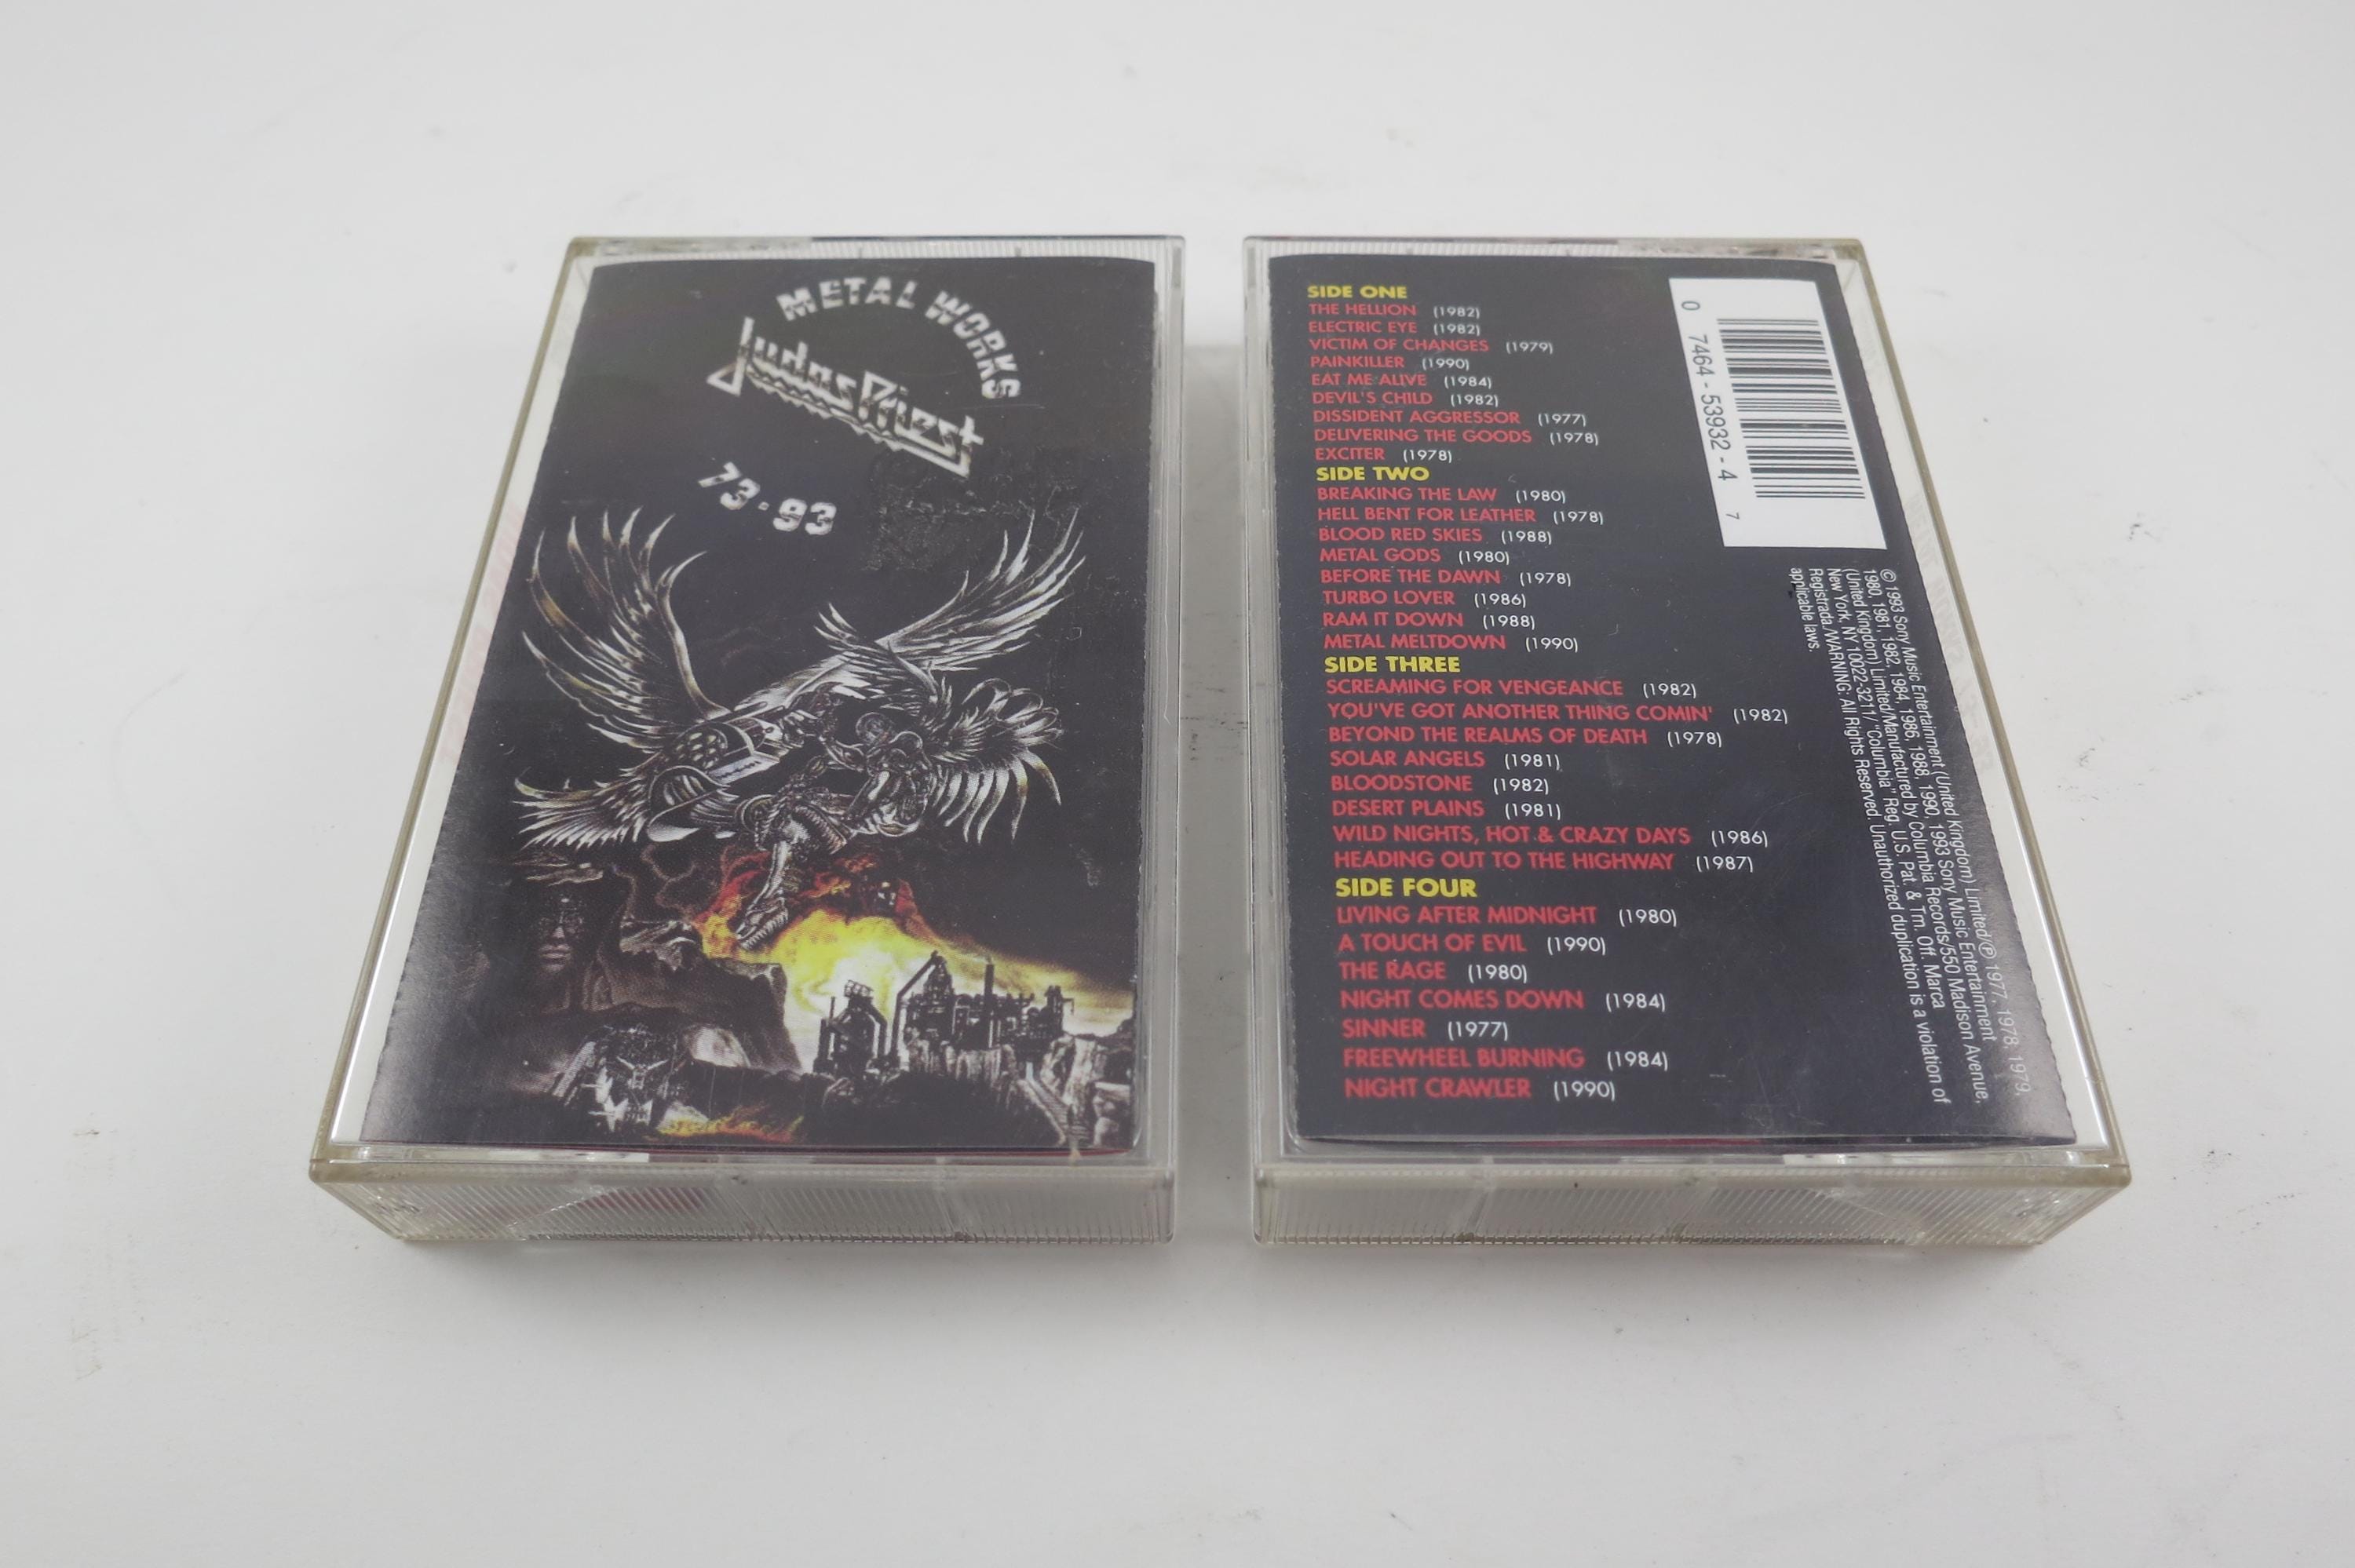 METAL WORKS
Judas Priest
73·93
SIDE ONE
THE HELLION (1982)
ELECTRIC EYE (1982)
VICTIM OF CHANGES (1979)
PAINKILLER (1990)
EAT ME ALIVE (1984)
DEVIL'S CHILD (1982)
DISSIDENT AGGRESSOR (1977)
DELIVERING THE GOODS (1978)
EXCITER (1978)
SIDE TWO
BREAKING THE LAW (1980)
HELL BENT FOR LEATHER (1978)
BLOOD RED SKIES (1988)
METAL GODS (1980)
BEFORE THE DAWN (1978)
TURBO LOVER (1986)
RAM IT DOWN (1988)
METAL MELTDOWN (1990)
SIDE THREE
SCREAMING FOR VENGEANCE (1982)
YOU'VE GOT ANOTHER THING COMIN' (1982)
BEYOND THE REALMS OF DEATH (1978)
SOLAR ANGELS (1981)
BLOODSTONE (1982)
DESERT PLAINS (1981)
WILD NIGHTS, HOT & CRAZY DAYS (1986)
HEADING OUT TO THE HIGHWAY (1987)
SIDE FOUR
LIVING AFTER MIDNIGHT (1980)
A TOUCH OF EVIL (1990)
THE RAGE (1980)
NIGHT COMES DOWN (1984)
SINNER (1977)
FREEWHEEL BURNING (1984)
NIGHT CRAWLER (1990)
0 7464-53932-4 7
©1993 Sony Music Entertainment (United Kingdom) Limited/℗ 1977, 1978, 1979,
1980, 1981, 1982, 1984, 1986, 1988, 1990, 1993 Sony Music Entertainment
(United Kingdom) Limited/Manufactured by Columbia Records/550 Madison Avenue,
New York, NY 10022-3211/"Columbia" Reg. U.S. Pat. & Tm. Off. Marca
Registrada./WARNING: All Rights Reserved. Unauthorized duplication is a violation of
applicable laws.